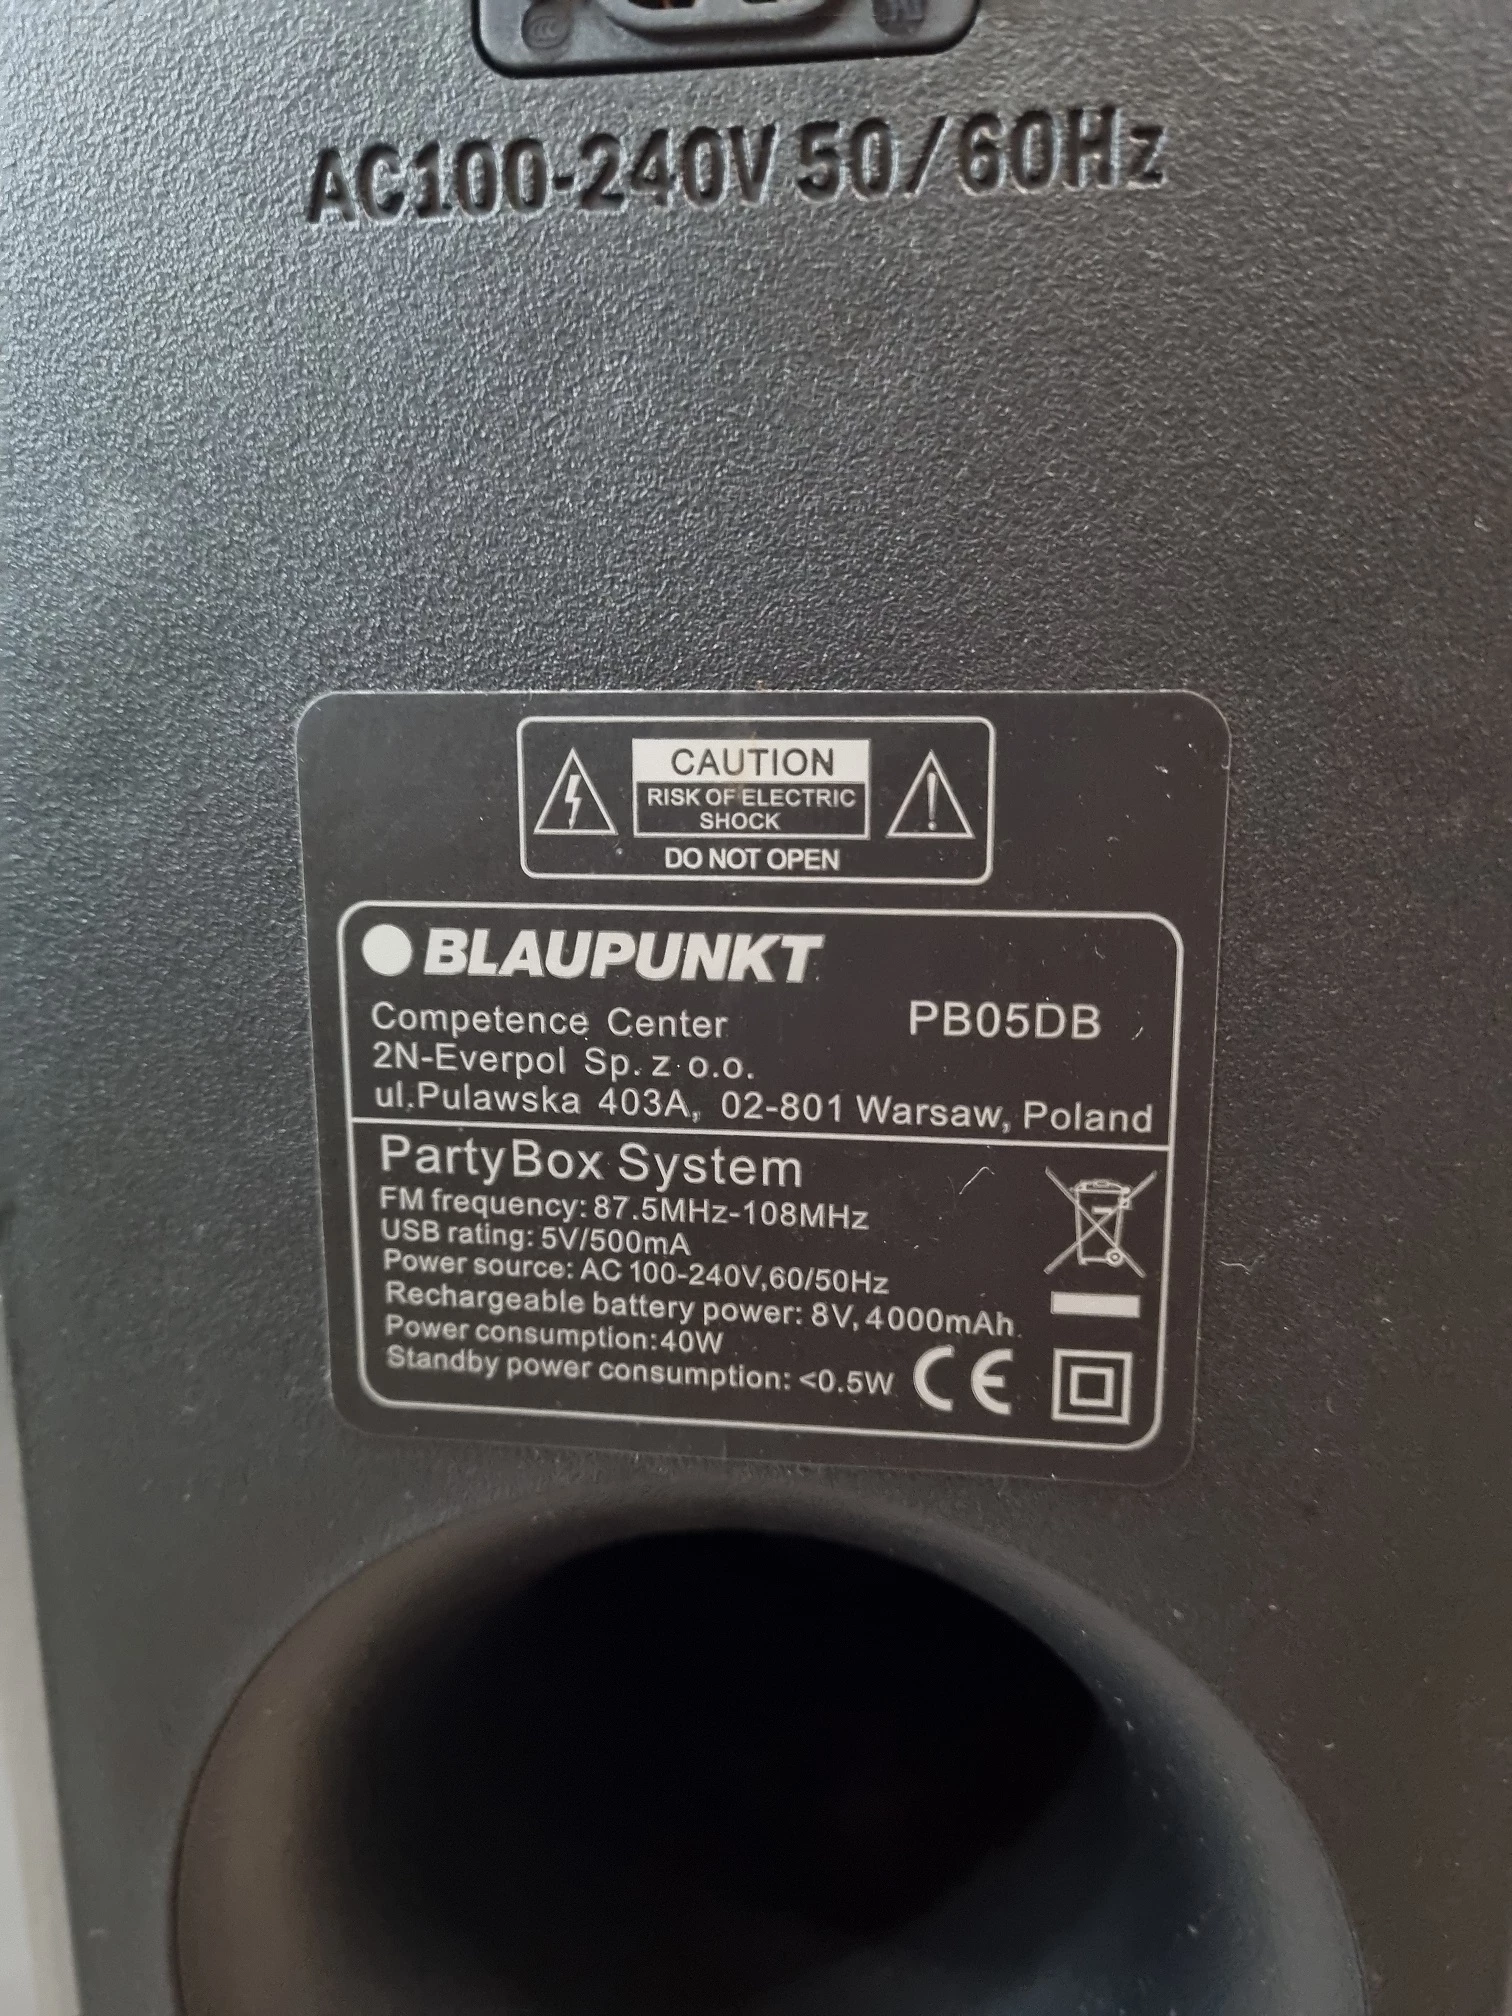 AC100-240V 50/60Hz
CAUTION
RISK OF ELECTRIC
SHOCK
DO NOT OPEN
BLAUPUNKT
Competence Center
PB05DB
2N-Everpol Sp. z o.o.
ul.Pulawska 403A, 02-801 Warsaw, Poland
PartyBox System
FM frequency: 87.5MHz-108MHz
USB rating: 5V/500mA
Power source: AC 100-240V,60/50Hz
Rechargeable battery power: 8V, 4000mAh
Power consumption:40W
Standby power consumption: <0.5W
CE